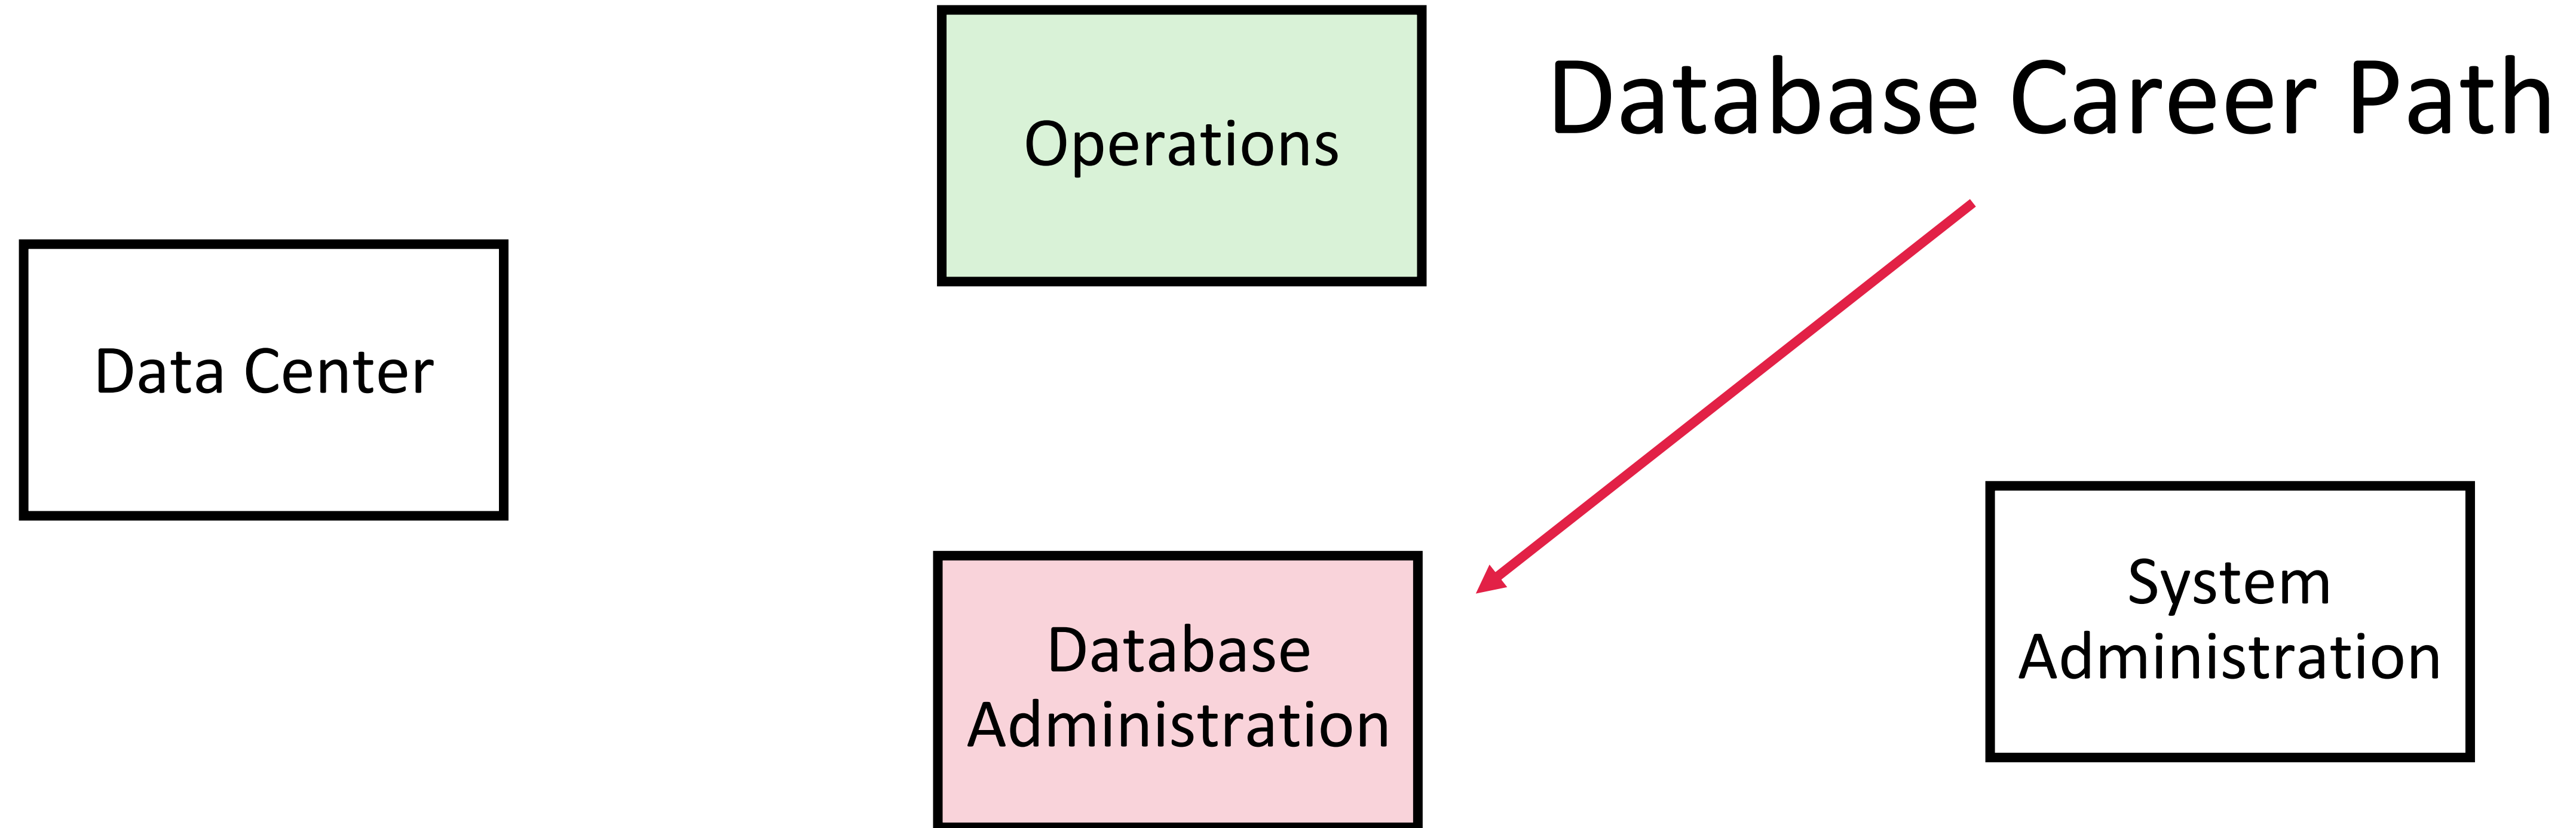 Operations
Database Career Path
Data Center
Database
Administration
System
Administration